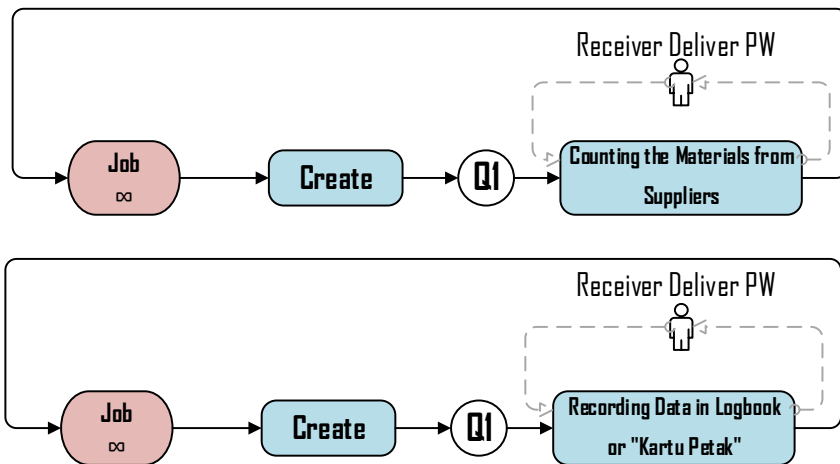 Receiver Deliver PW
Job
∞
Create
Q1
Counting the Materials from
Suppliers
Receiver Deliver PW
Job
∞
Create
Q1
Recording Data in Logbook
or "Kartu Petak"